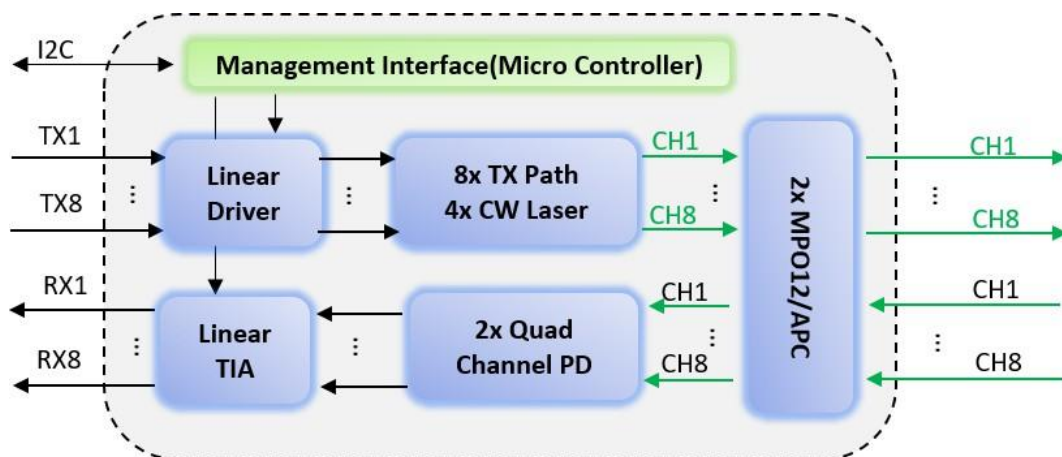 I2C
Management Interface(Micro Controller)
TX1
...
TX8
Linear
Driver
...
8x TX Path
4x CW Laser
CH1
...
CH8
2x MPO12/APC
CH1
...
CH8
RX1
...
RX8
Linear
TIA
...
2x Quad
Channel PD
CH1
...
CH8
CH1
...
CH8